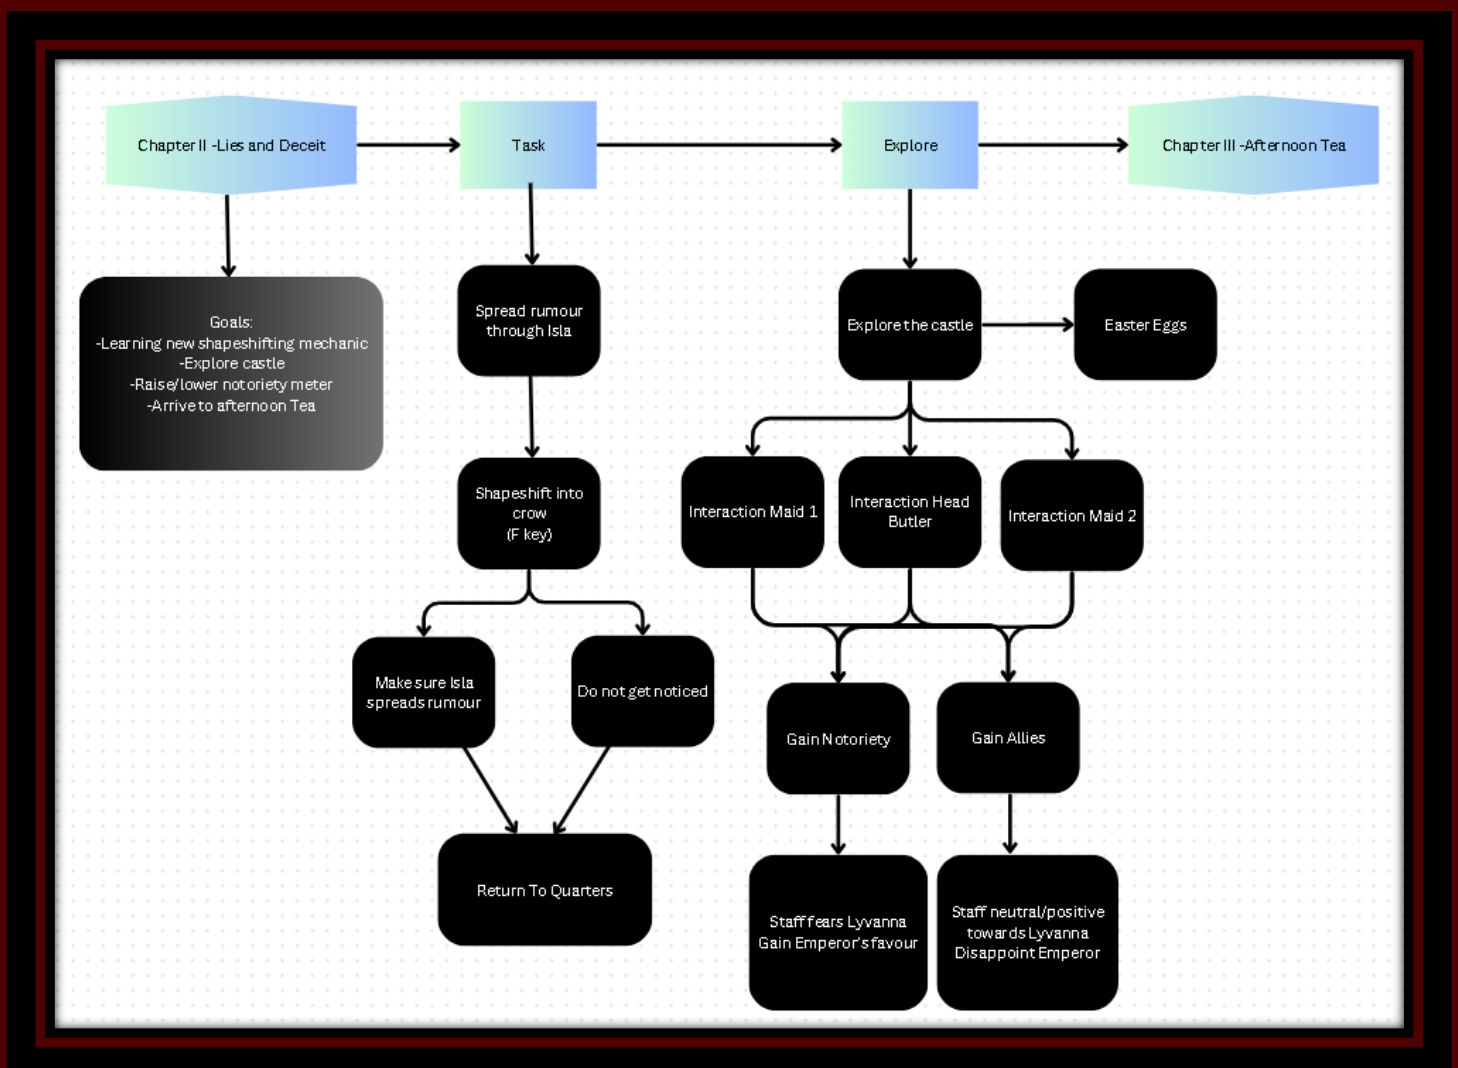 Chapter II -Lies and Deceit
Task
Explore
Chapter III -Afternoon Tea
Goals:
-Learning new shapeshifting mechanic
-Explore castle
-Raise/lower notoriety meter
-Arrive to afternoon Tea
Spread rumour
through Isla
Explore the castle
Easter Eggs
Shapeshift into
crow
(F key)
Interaction Maid 1
Interaction Head
Butler
Interaction Maid 2
Make sure Isla
spreads rumour
Do not get noticed
Gain Notoriety
Gain Allies
Return To Quarters
Staff fears Lyvanna
Gain Emperor's favour
Staff neutral/positive
towards Lyvanna
Disappoint Emperor